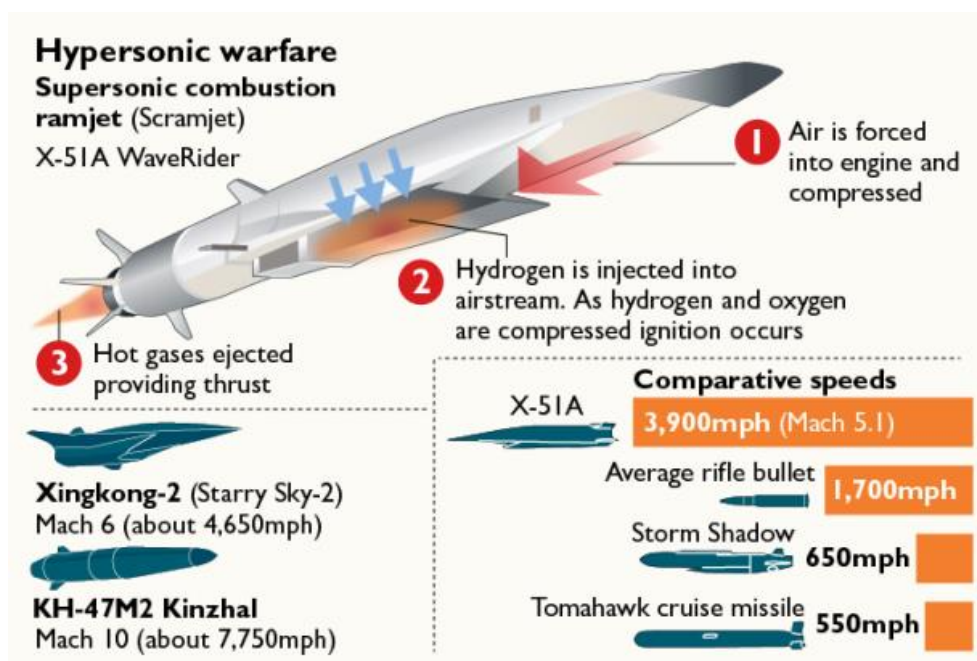 Hypersonic warfare
Supersonic combustion
ramjet (Scramjet)
X-51A WaveRider
1
Air is forced
into engine and
compressed
2
Hydrogen is injected into
airstream. As hydrogen and oxygen
are compressed ignition occurs
3
Hot gases ejected
providing thrust
Xingkong-2 (Starry Sky-2)
Mach 6 (about 4,650mph)
KH-47M2 Kinzhal
Mach 10 (about 7,750mph)
Comparative speeds
X-51A
3,900mph (Mach 5.1)
Average rifle bullet
1,700mph
Storm Shadow
650mph
Tomahawk cruise missile
550mph